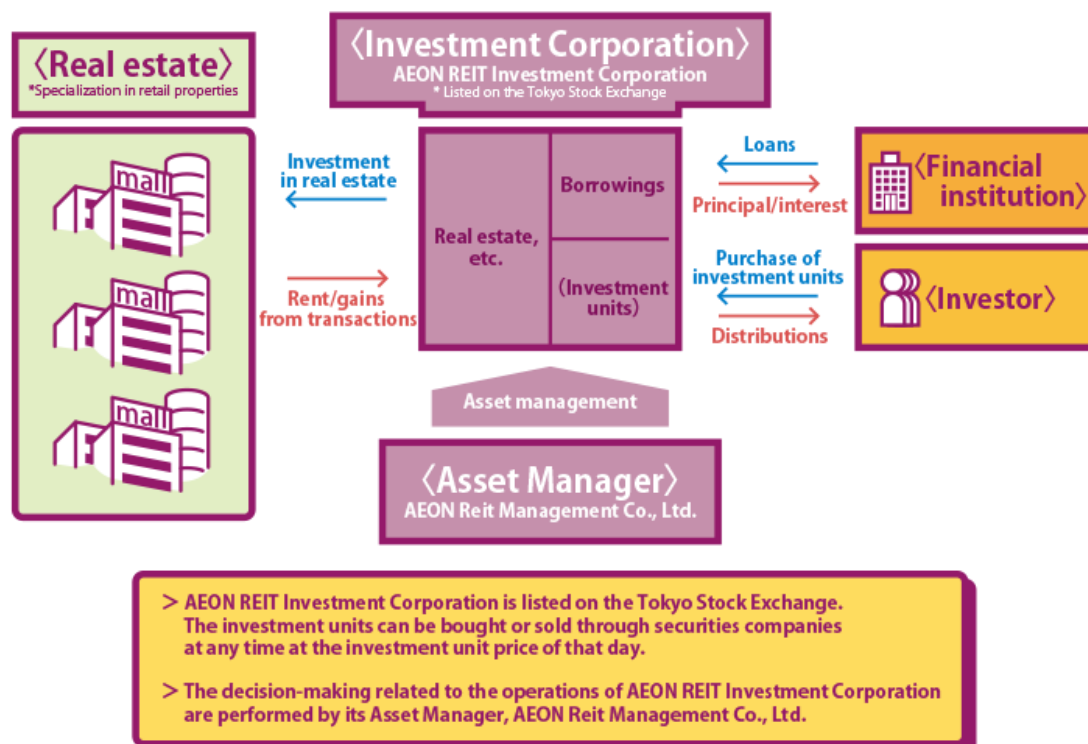 〈Real estate〉
*Specialization in retail properties
〈Investment Corporation〉
AEON REIT Investment Corporation
* Listed on the Tokyo Stock Exchange
mall
mall
mall
Investment
in real estate
Rent/gains
from transactions
Real estate,
etc.
Borrowings
(Investment
units)
Loans
Principal/interest
Purchase of
investment units
Distributions
〈Financial
institution〉
〈Investor〉
Asset management
〈Asset Manager〉
AEON Reit Management Co., Ltd.
> AEON REIT Investment Corporation is listed on the Tokyo Stock Exchange.
The investment units can be bought or sold through securities companies
at any time at the investment unit price of that day.
> The decision-making related to the operations of AEON REIT Investment Corporation
are performed by its Asset Manager, AEON Reit Management Co., Ltd.